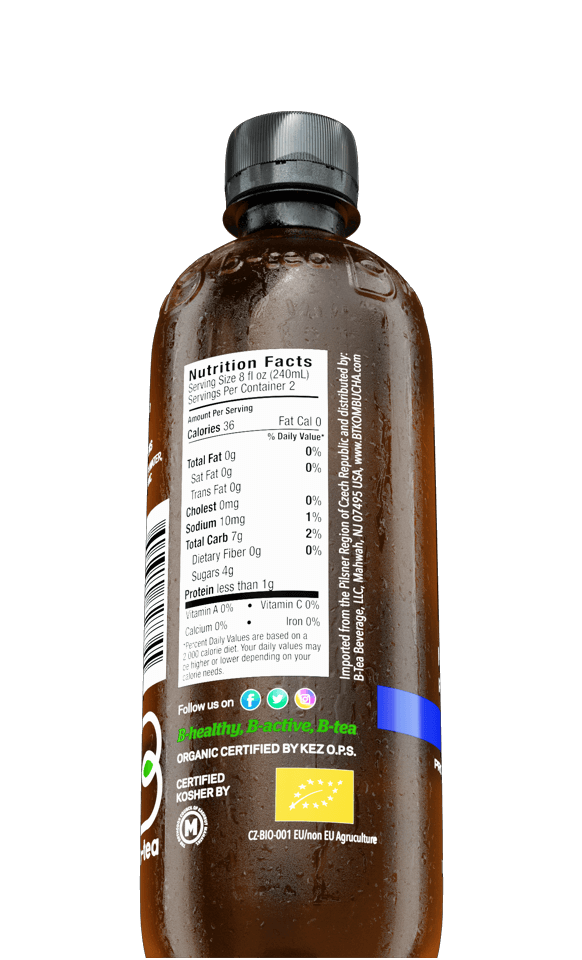 b-tea
Nutrition Facts
Serving Size 8 fl oz (240mL)
Servings Per Container 2
Amount Per Serving
Calories 36 Fat Cal 0
% Daily Value*
Total Fat 0g 0%
Sat Fat 0g 0%
Trans Fat 0g
Cholest 0mg 0%
Sodium 10mg 1%
Total Carb 7g 2%
Dietary Fiber 0g 0%
Sugars 4g
Protein less than 1g
Vitamin A 0% • Vitamin C 0%
Calcium 0% • Iron 0%
*Percent Daily Values are based on a
2,000 calorie diet. Your daily values may
be higher or lower depending on your
calorie needs.
Imported from the Pilsner Region of Czech Republic and distributed by:
B-Tea Beverage, LLC, Mahwah, NJ 07495 USA, www.BTKOMBUCHA.com
Follow us on
B-healthy, B-active, B-tea
ORGANIC CERTIFIED BY KEZ O.P.S.
CERTIFIED
KOSHER BY
M
CZ-BIO-001 EU/non EU Agruculture
-tea